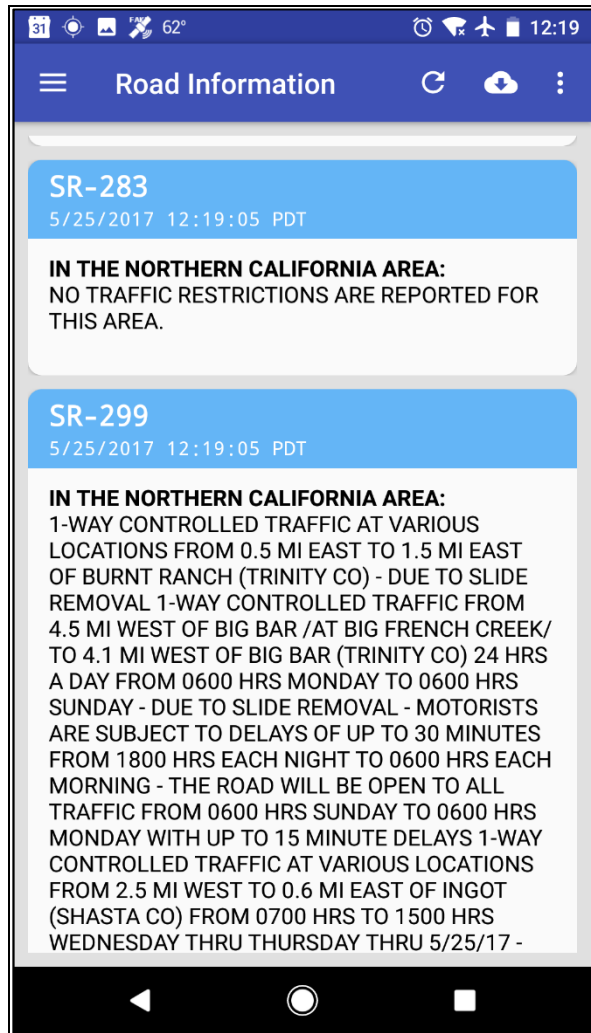 31 FAKE 62° 12:19
Road Information
SR-283
5/25/2017 12:19:05 PDT
IN THE NORTHERN CALIFORNIA AREA:
NO TRAFFIC RESTRICTIONS ARE REPORTED FOR
THIS AREA.
SR-299
5/25/2017 12:19:05 PDT
IN THE NORTHERN CALIFORNIA AREA:
1-WAY CONTROLLED TRAFFIC AT VARIOUS
LOCATIONS FROM 0.5 MI EAST TO 1.5 MI EAST
OF BURNT RANCH (TRINITY CO) - DUE TO SLIDE
REMOVAL 1-WAY CONTROLLED TRAFFIC FROM
4.5 MI WEST OF BIG BAR /AT BIG FRENCH CREEK/
TO 4.1 MI WEST OF BIG BAR (TRINITY CO) 24 HRS
A DAY FROM 0600 HRS MONDAY TO 0600 HRS
SUNDAY - DUE TO SLIDE REMOVAL - MOTORISTS
ARE SUBJECT TO DELAYS OF UP TO 30 MINUTES
FROM 1800 HRS EACH NIGHT TO 0600 HRS EACH
MORNING - THE ROAD WILL BE OPEN TO ALL
TRAFFIC FROM 0600 HRS SUNDAY TO 0600 HRS
MONDAY WITH UP TO 15 MINUTE DELAYS 1-WAY
CONTROLLED TRAFFIC AT VARIOUS LOCATIONS
FROM 2.5 MI WEST TO 0.6 MI EAST OF INGOT
(SHASTA CO) FROM 0700 HRS TO 1500 HRS
WEDNESDAY THRU THURSDAY THRU 5/25/17 -